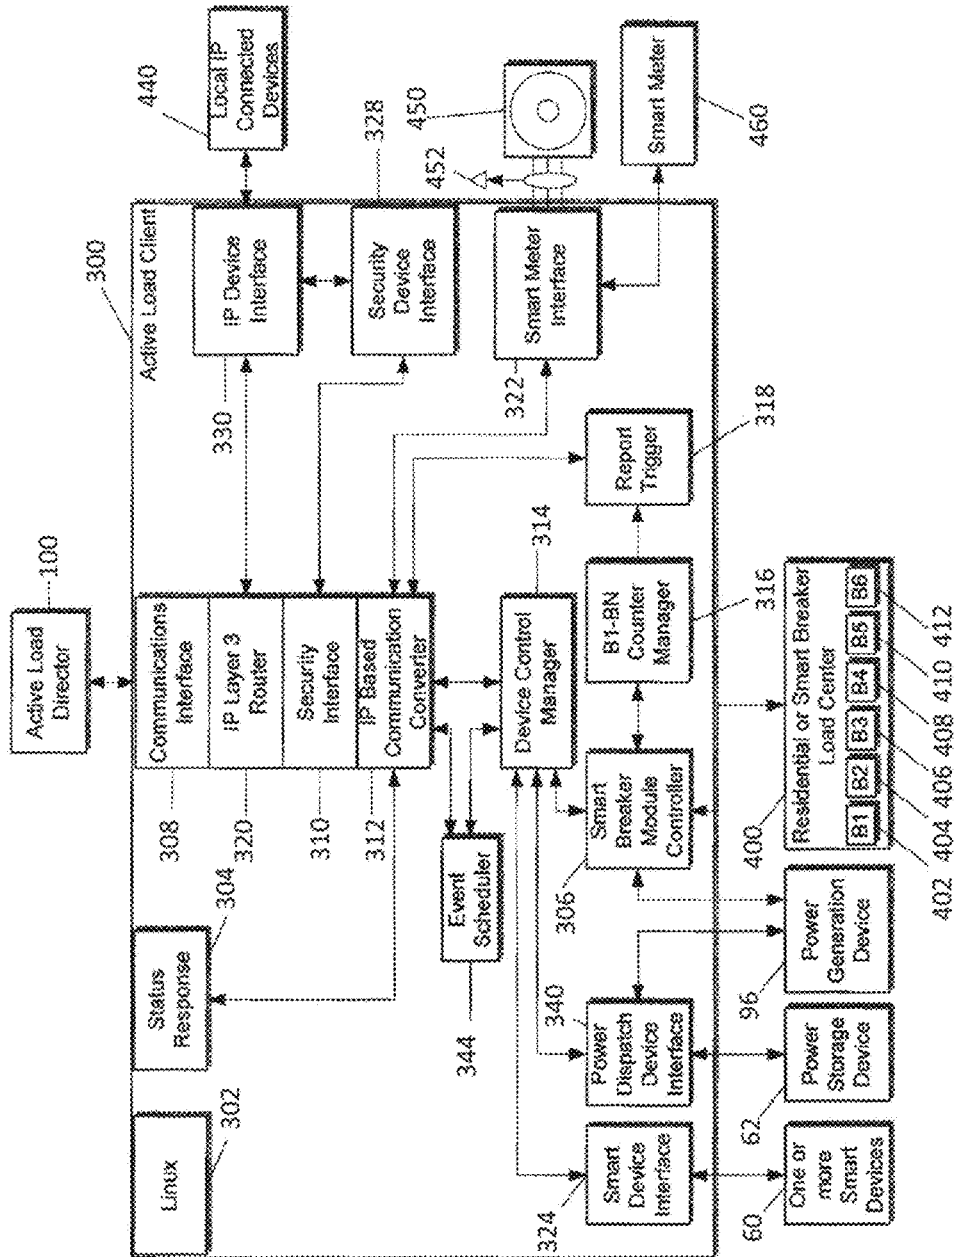 100
Active Load
Director
300
Active Load Client
440
Local IP
Connected
Devices
Linux
302
Status
Response
304
308
Communications
Interface
320
IP Layer 3
Router
310
Security
Interface
312
IP Based
Communication
Converter
330
IP Device
Interface
328
Security
Device
Interface
452
450
322
Smart Meter
Interface
460
Smart Meter
344
Event
Scheduler
314
Device Control
Manager
318
Report
Trigger
324
Smart
Device
Interface
340
Power
Dispatch
Device
Interface
306
Smart
Breaker
Module
Controller
316
B1-BN
Counter
Manager
60
One or
more
Smart
Devices
62
Power
Storage
Device
96
Power
Generation
Device
400
Residential or Smart Breaker
Load Center
B1 B2 B3 B4 B5 B6
402 404 406 408 410 412